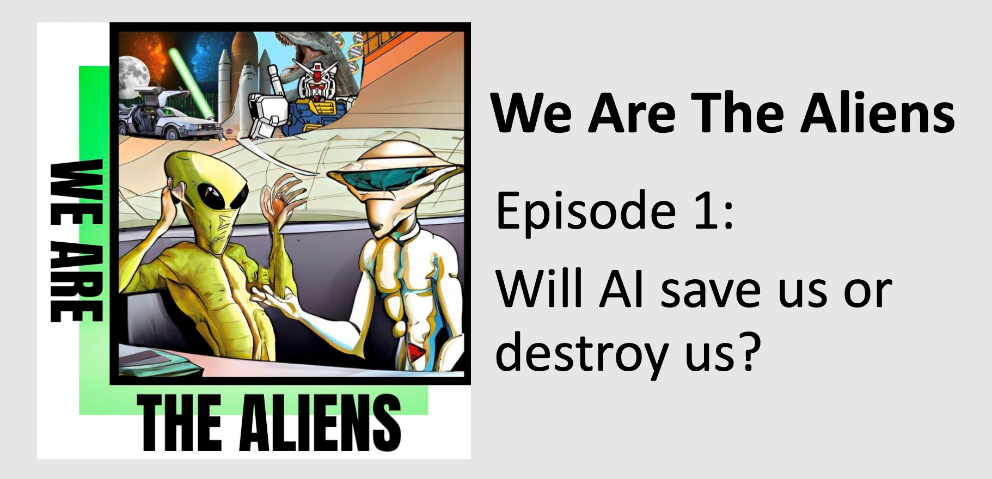 WE ARE
THE ALIENS
We Are The Aliens
Episode 1:
Will AI save us or
destroy us?